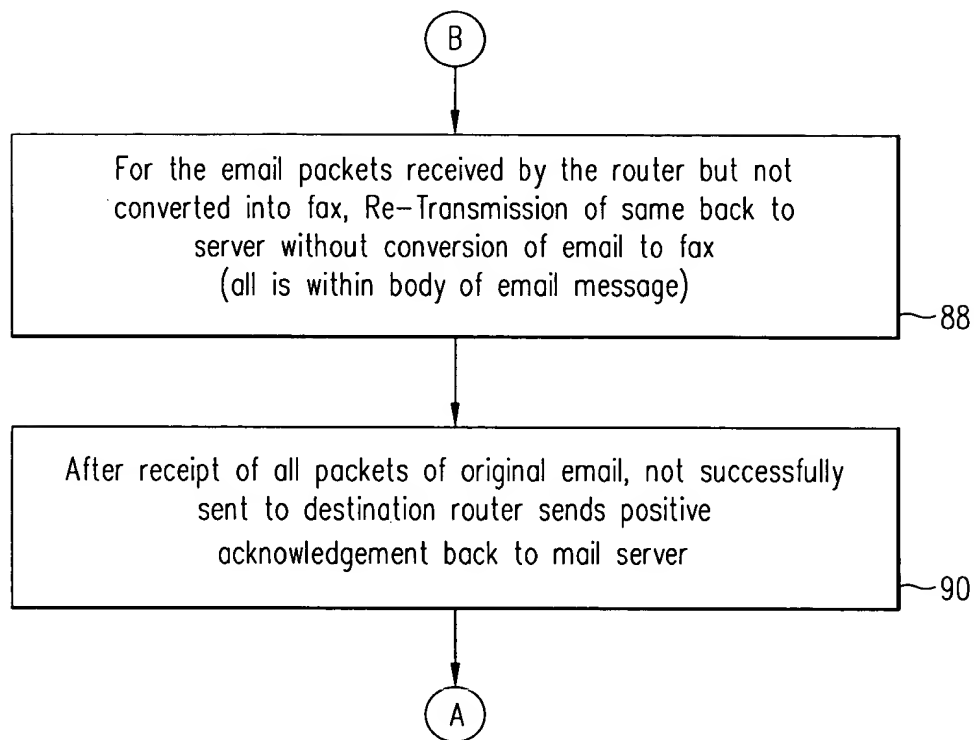 B
For the email packets received by the router but not
converted into fax, Re-Transmission of same back to
server without conversion of email to fax
(all is within body of email message)
88
After receipt of all packets of original email, not successfully
sent to destination router sends positive
acknowledgement back to mail server
90
A